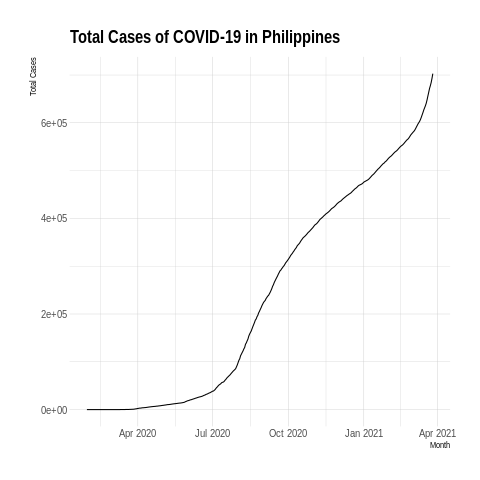 Total Cases of COVID-19 in Philippines
Total Cases
6e+05
4e+05
2e+05
0e+00
Apr 2020 Jul 2020 Oct 2020 Jan 2021 Apr 2021
Month